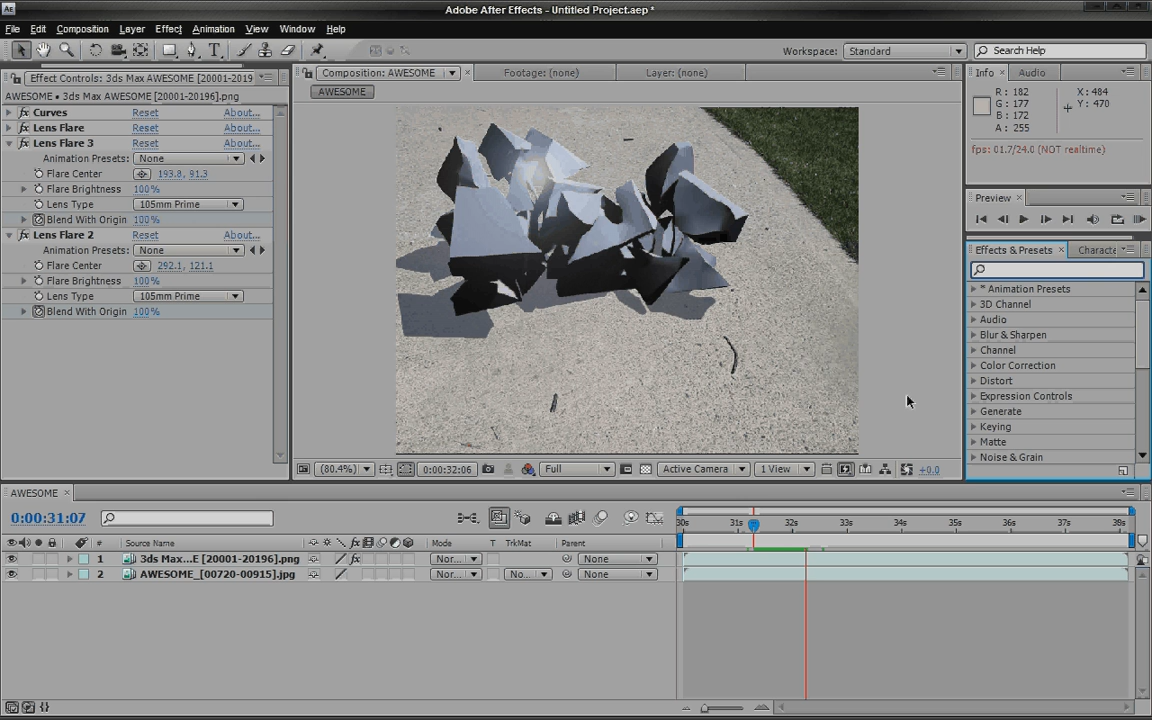 Adobe After Effects - Untitled Project.aep *
File Edit Composition Layer Effect Animation View Window Help
Workspace: Standard Search Help
Effect Controls: 3ds Max AWESOME [20001-2019
AWESOME • 3ds Max AWESOME [20001-20196].png
Curves Reset About...
Lens Flare Reset About...
Lens Flare 3 Reset About...
Animation Presets: None
Flare Center 193.8, 91.3
Flare Brightness 100%
Lens Type 105mm Prime
Blend With Origin 100%
Lens Flare 2 Reset About...
Animation Presets: None
Flare Center 292.1, 121.1
Flare Brightness 100%
Lens Type 105mm Prime
Blend With Origin 100%
Composition: AWESOME Footage: (none) Layer: (none)
AWESOME
(80.4%) 0:00:32:06 Full Active Camera 1 View +0.0
Info Audio
R: 182 X: 484
G: 177 Y: 470
B: 172
A: 255
fps: 01.7/24.0 (NOT realtime)
Preview
Effects & Presets Characte
* Animation Presets
3D Channel
Audio
Blur & Sharpen
Channel
Color Correction
Distort
Expression Controls
Generate
Keying
Matte
Noise & Grain
AWESOME
0:00:31:07
30s 31s 32s 33s 34s 35s 36s 37s 38s
# Source Name Mode T TrkMat Parent
1 3ds Max...E [20001-20196].png Nor... None
2 AWESOME_[00720-00915].jpg Nor... No... None